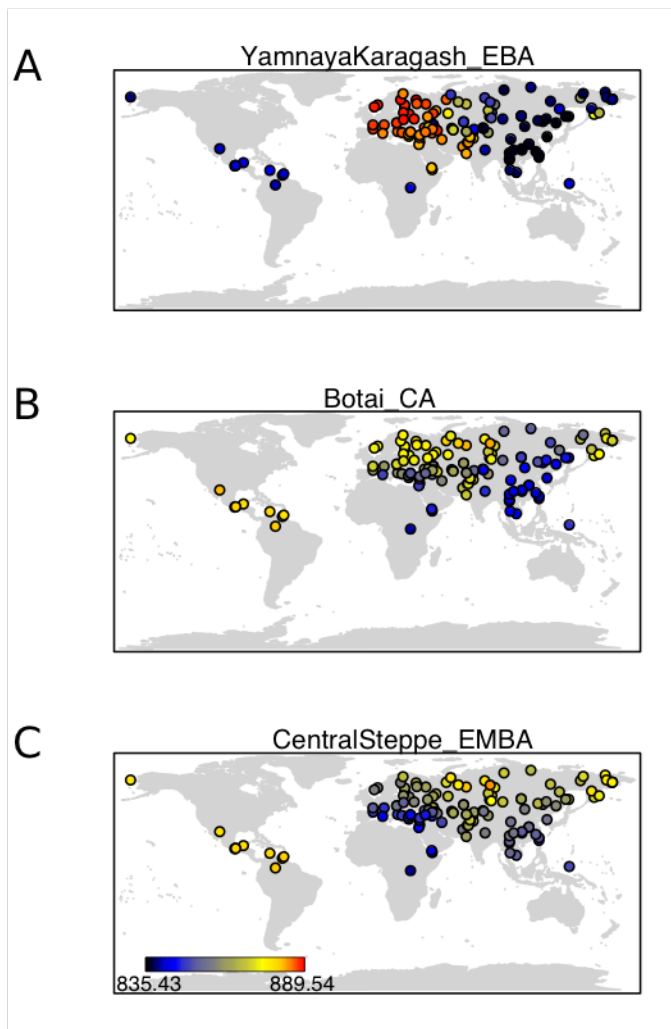 A
YamnayaKaragash_EBA
B
Botai_CA
C
CentralSteppe_EMBA
835.43
889.54